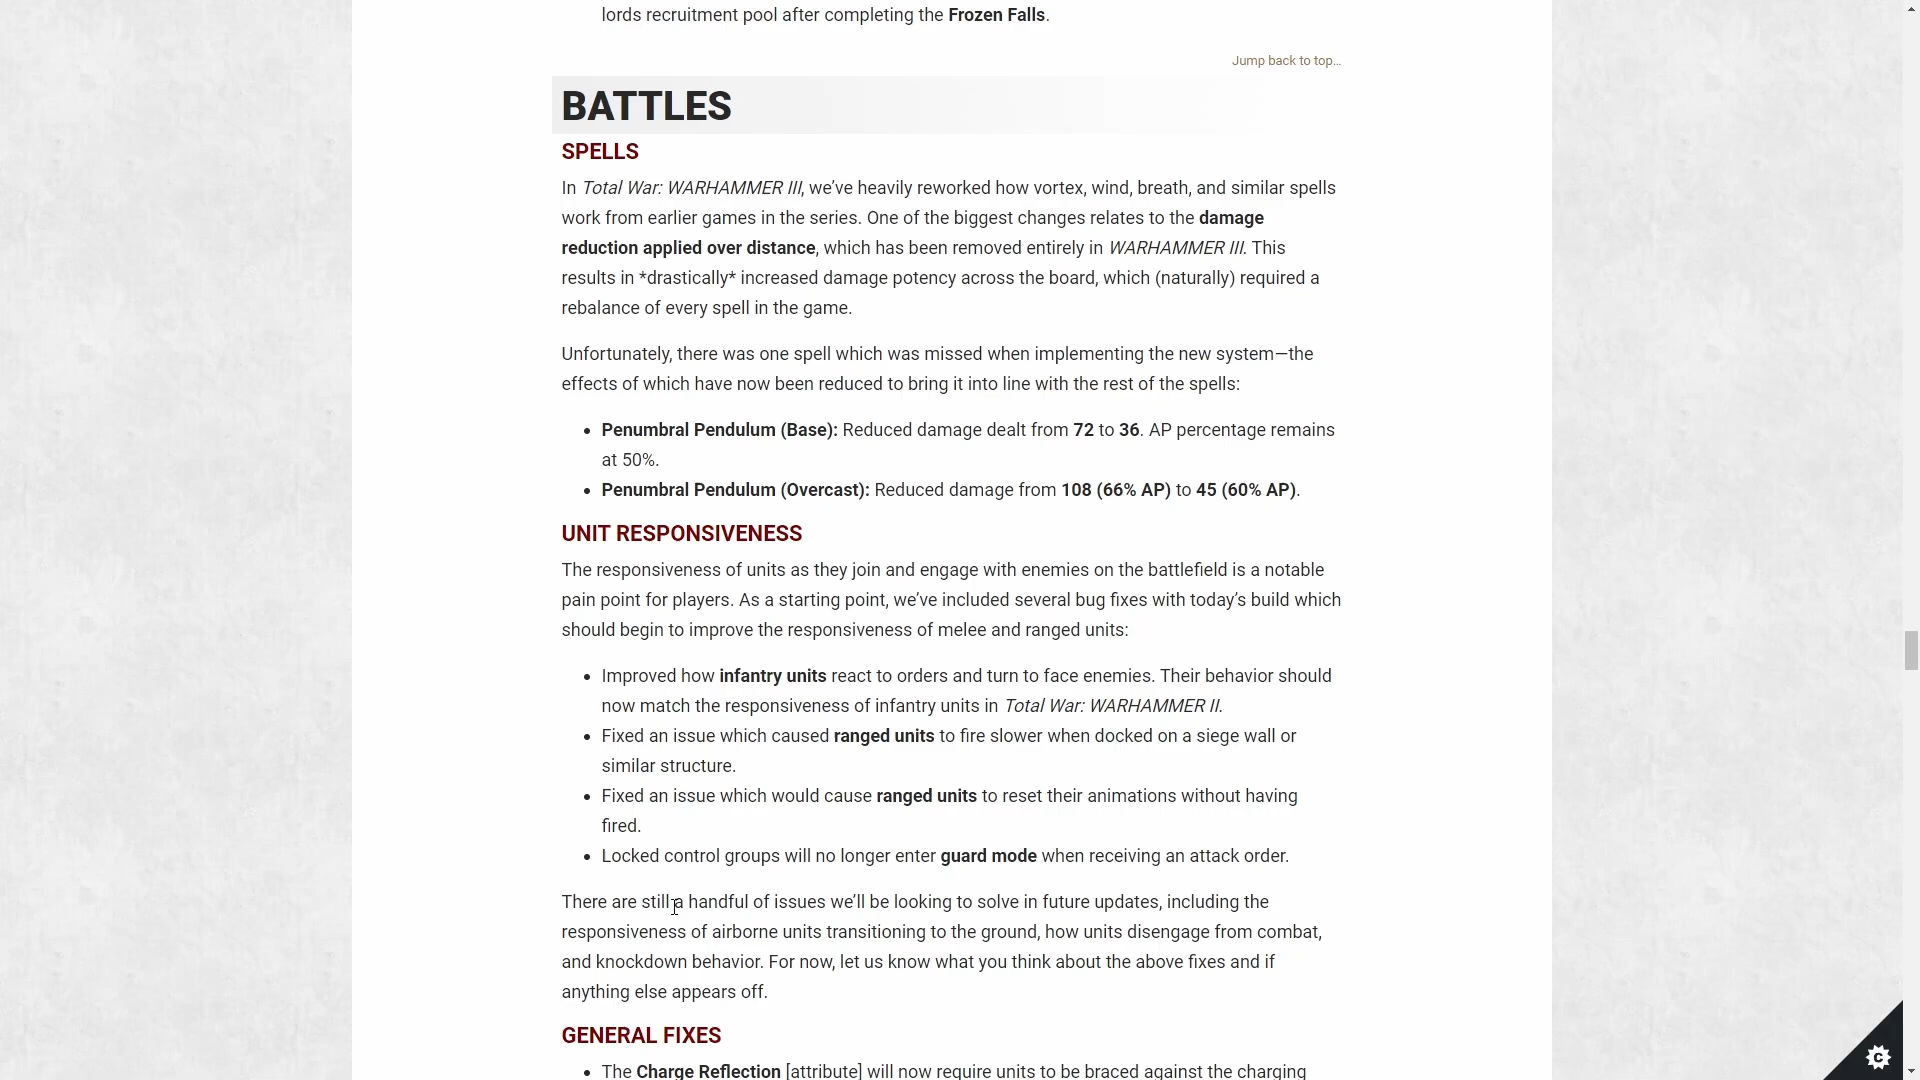 lords recruitment pool after completing the Frozen Falls.
Jump back to top...
BATTLES
SPELLS
In Total War: WARHAMMER III, we've heavily reworked how vortex, wind, breath, and similar spells
work from earlier games in the series. One of the biggest changes relates to the damage
reduction applied over distance, which has been removed entirely in WARHAMMER III. This
results in *drastically* increased damage potency across the board, which (naturally) required a
rebalance of every spell in the game.
Unfortunately, there was one spell which was missed when implementing the new system—the
effects of which have now been reduced to bring it into line with the rest of the spells:
• Penumbral Pendulum (Base): Reduced damage dealt from 72 to 36. AP percentage remains
at 50%.
• Penumbral Pendulum (Overcast): Reduced damage from 108 (66% AP) to 45 (60% AP).
UNIT RESPONSIVENESS
The responsiveness of units as they join and engage with enemies on the battlefield is a notable
pain point for players. As a starting point, we've included several bug fixes with today's build which
should begin to improve the responsiveness of melee and ranged units:
• Improved how infantry units react to orders and turn to face enemies. Their behavior should
now match the responsiveness of infantry units in Total War: WARHAMMER II.
• Fixed an issue which caused ranged units to fire slower when docked on a siege wall or
similar structure.
• Fixed an issue which would cause ranged units to reset their animations without having
fired.
• Locked control groups will no longer enter guard mode when receiving an attack order.
There are still a handful of issues we'll be looking to solve in future updates, including the
responsiveness of airborne units transitioning to the ground, how units disengage from combat,
and knockdown behavior. For now, let us know what you think about the above fixes and if
anything else appears off.
GENERAL FIXES
• The Charge Reflection [attribute] will now require units to be braced against the charging